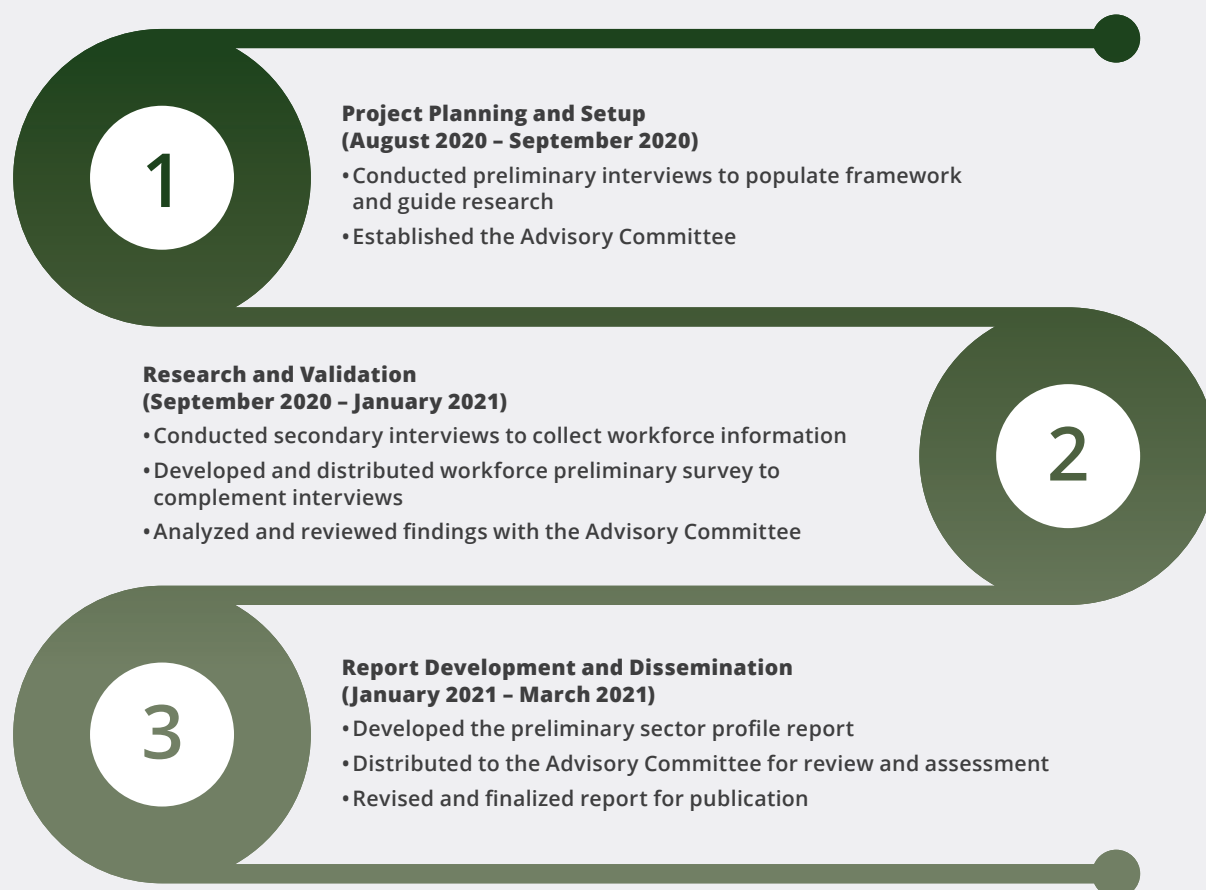 1
Project Planning and Setup
(August 2020 – September 2020)
•Conducted preliminary interviews to populate framework
and guide research
•Established the Advisory Committee
2
Research and Validation
(September 2020 – January 2021)
•Conducted secondary interviews to collect workforce information
•Developed and distributed workforce preliminary survey to
complement interviews
•Analyzed and reviewed findings with the Advisory Committee
3
Report Development and Dissemination
(January 2021 – March 2021)
•Developed the preliminary sector profile report
•Distributed to the Advisory Committee for review and assessment
•Revised and finalized report for publication